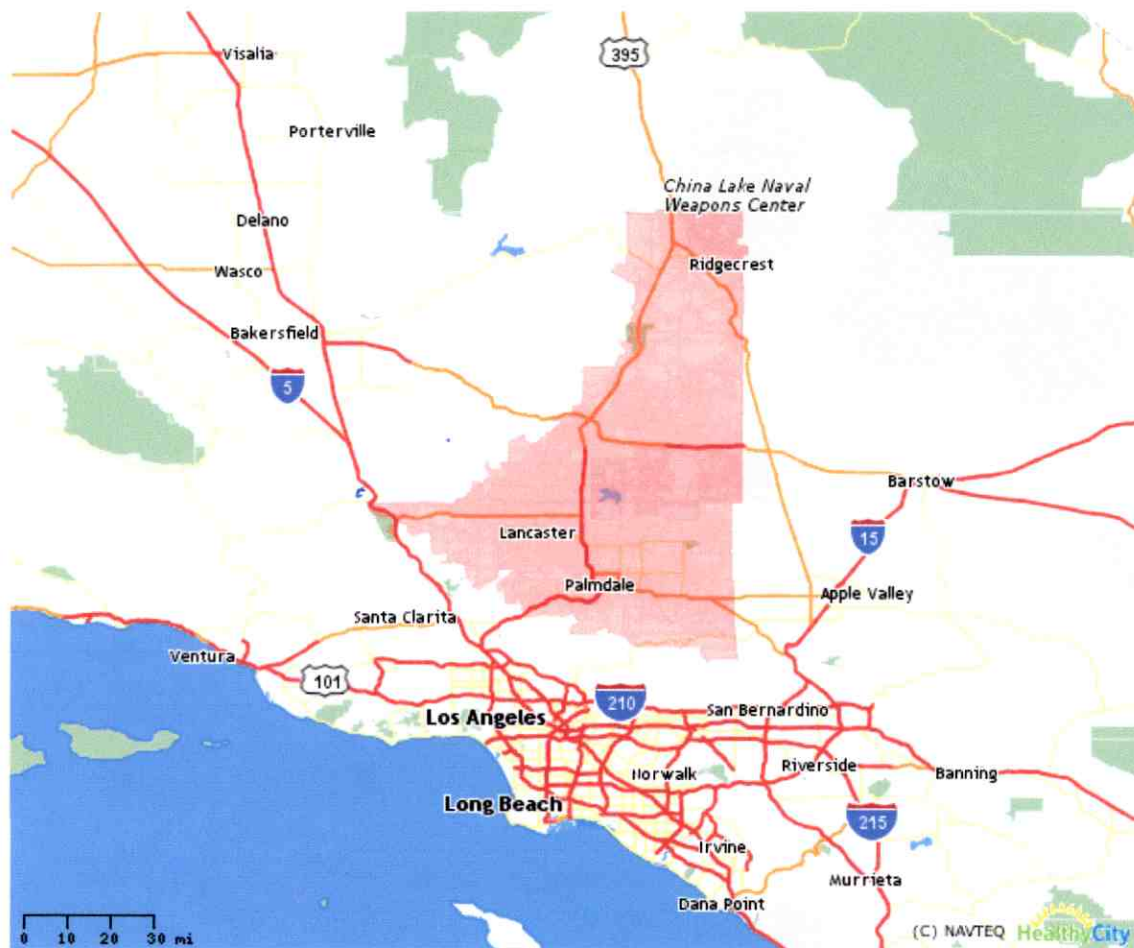 Visalia
395
Porterville
China Lake Naval
Weapons Center
Delano
Ridgecrest
Wasco
Bakersfield
5
Barstow
Lancaster
15
Palmdale
Apple Valley
Santa Clarita
Ventura
101
210
San Bernardino
Los Angeles
Norwalk
Riverside
Banning
Long Beach
215
Irvine
Murrieta
Dana Point
0 10 20 30 mi
(C) NAVTEQ HealthyCity